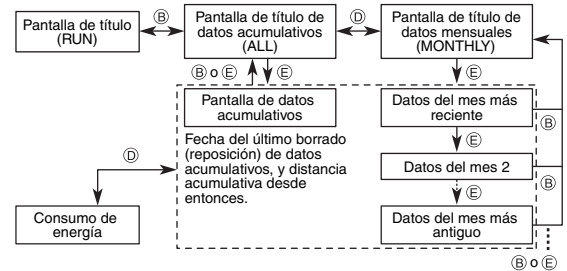 Pantalla de título
(RUN)
Ⓑ
Pantalla de título de
datos acumulativos
(ALL)
Ⓓ
Pantalla de título de
datos mensuales
(MONTHLY)
Ⓑ o Ⓔ
Ⓔ
Ⓔ
Pantalla de datos
acumulativos
Fecha del último borrado
(reposición) de datos
acumulativos, y distancia
acumulativa desde
entonces.
Datos del mes más
reciente
Ⓑ
Ⓔ
Datos del mes 2
Ⓑ
Ⓔ
Datos del mes más
antiguo
Ⓑ o Ⓔ
Ⓓ
Consumo de
energía